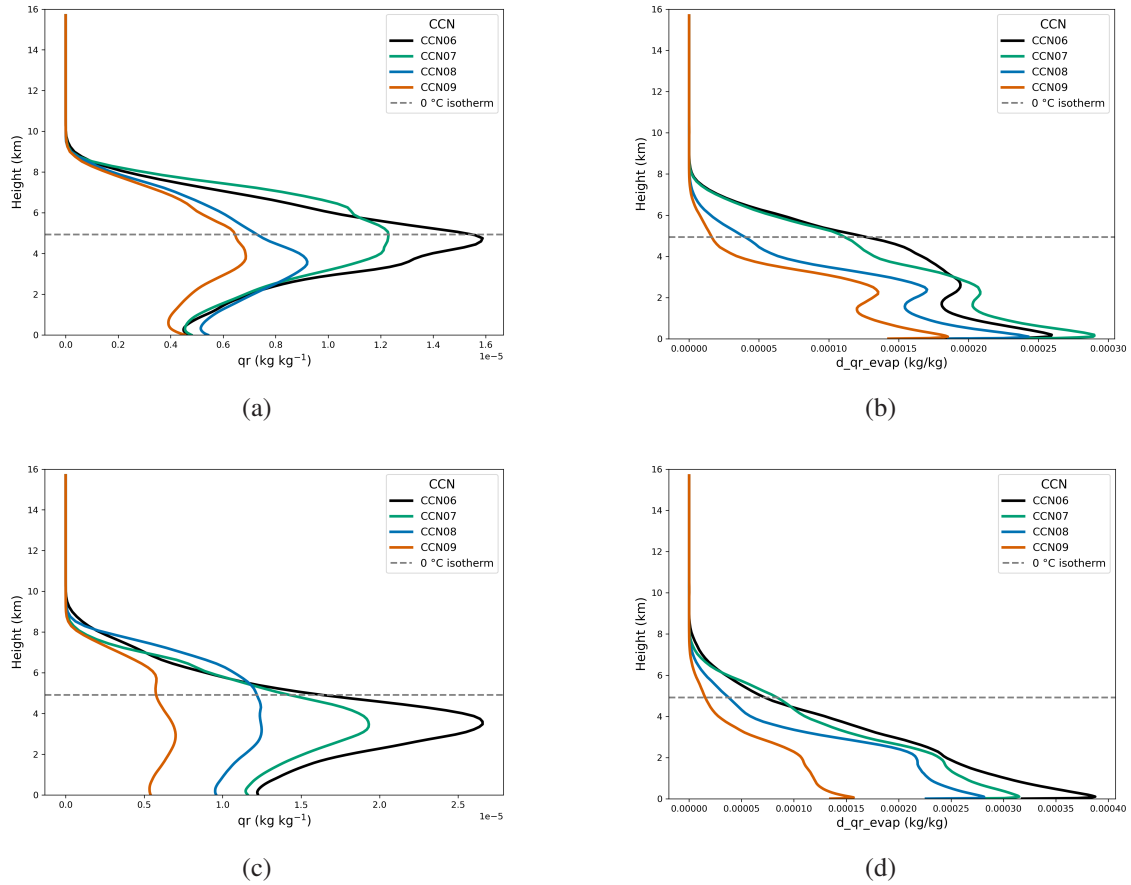 16
14
12
10
8
6
4
2
0
Height (km)
CCN
CCN06
CCN07
CCN08
CCN09
0 °C isotherm
0.0 0.2 0.4 0.6 0.8 1.0 1.2 1.4 1.6
1e−5
qr (kg kg⁻¹)
(a)
16
14
12
10
8
6
4
2
0
Height (km)
CCN
CCN06
CCN07
CCN08
CCN09
0 °C isotherm
0.00000 0.00005 0.00010 0.00015 0.00020 0.00025 0.00030
d_qr_evap (kg/kg)
(b)
16
14
12
10
8
6
4
2
0
Height (km)
CCN
CCN06
CCN07
CCN08
CCN09
0 °C isotherm
0.0 0.5 1.0 1.5 2.0 2.5
1e−5
qr (kg kg⁻¹)
(c)
16
14
12
10
8
6
4
2
0
Height (km)
CCN
CCN06
CCN07
CCN08
CCN09
0 °C isotherm
0.00000 0.00005 0.00010 0.00015 0.00020 0.00025 0.00030 0.00035 0.00040
d_qr_evap (kg/kg)
(d)